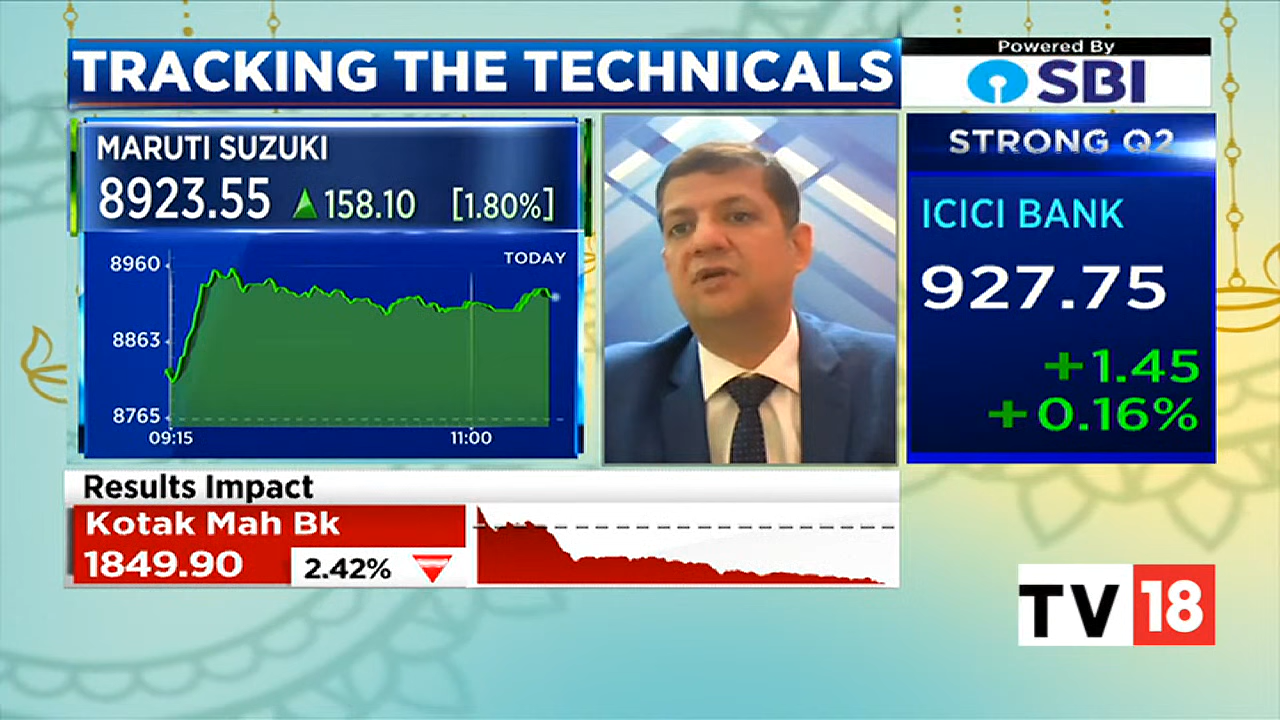 TRACKING THE TECHNICALS
Powered By
SBI
MARUTI SUZUKI
8923.55 ▲ 158.10 [1.80%]
TODAY
8960
8863
8765
09:15 11:00
STRONG Q2
ICICI BANK
927.75
+1.45
+0.16%
Results Impact
Kotak Mah Bk
1849.90 2.42% ▼
TV 18